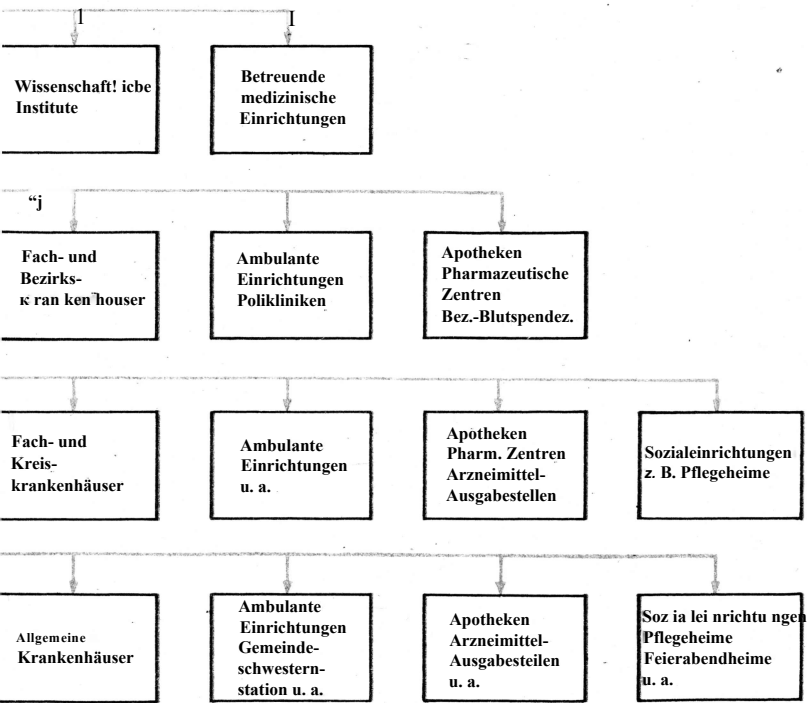 Wissenschaft! icbe
Institute
Betreuende
medizinische
Einrichtungen
Fach- und
Bezirks-
к ran ken houser
Ambulante
Einrichtungen
Polikliniken
Apotheken
Pharmazeutische
Zentren
Bez.-Blutspendez.
Fach- und
Kreis-
krankenhäuser
Ambulante
Einrichtungen
u. a.
Apotheken
Pharm. Zentren
Arzneimittel-
Ausgabestellen
Sozialeinrichtungen
z. B. Pflegeheime
Allgemeine
Krankenhäuser
Ambulante
Einrichtungen
Gemeinde-
schwestern-
station u. a.
Apotheken
Arzneimittel-
Ausgabesteilen
u. a.
Soz ia lei nrichtu ngen
Pflegeheime
Feierabendheime
u. a.